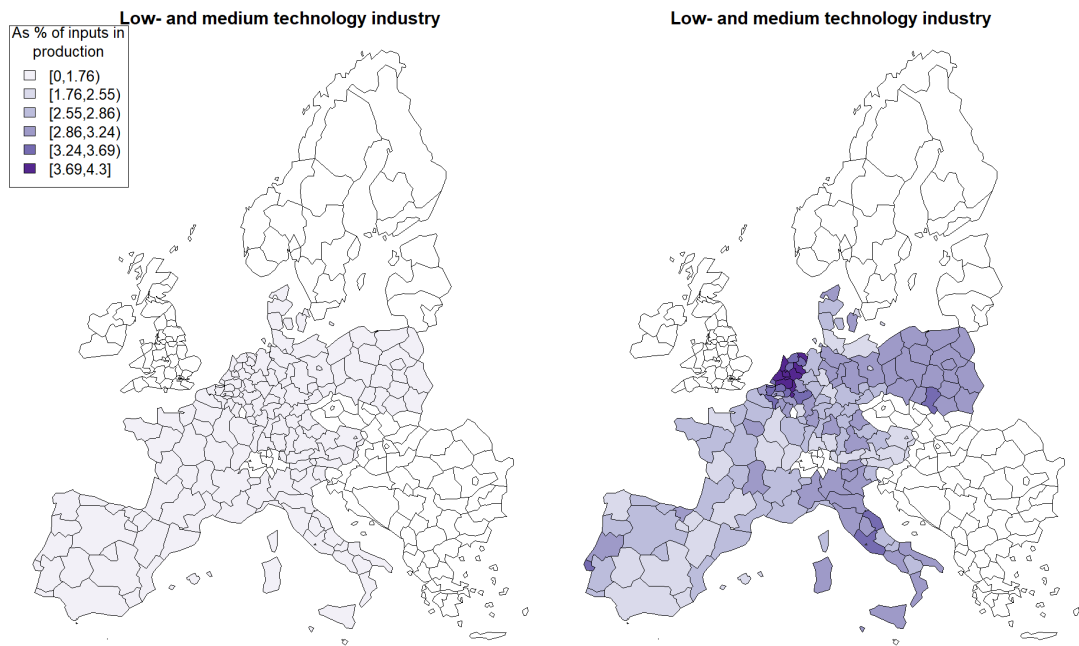 Low- and medium technology industry
Low- and medium technology industry
As % of inputs in
production
[0,1.76)
[1.76,2.55)
[2.55,2.86)
[2.86,3.24)
[3.24,3.69)
[3.69,4.3]